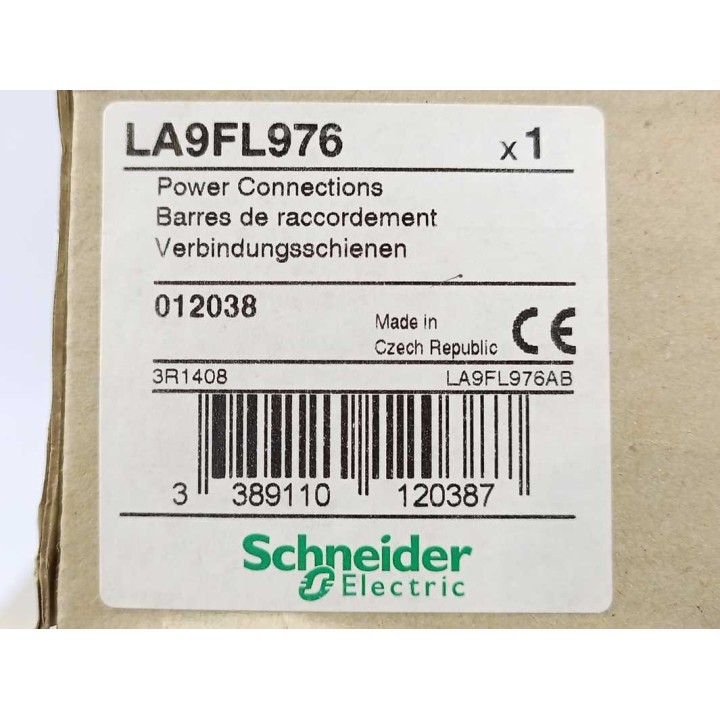 LA9FL976 x 1
Power Connections
Barres de raccordement
Verbindungsschienen
012038
Made in
Czech Republic CE
3R1408 LA9FL976AB
3 389110 120387
Schneider
Electric